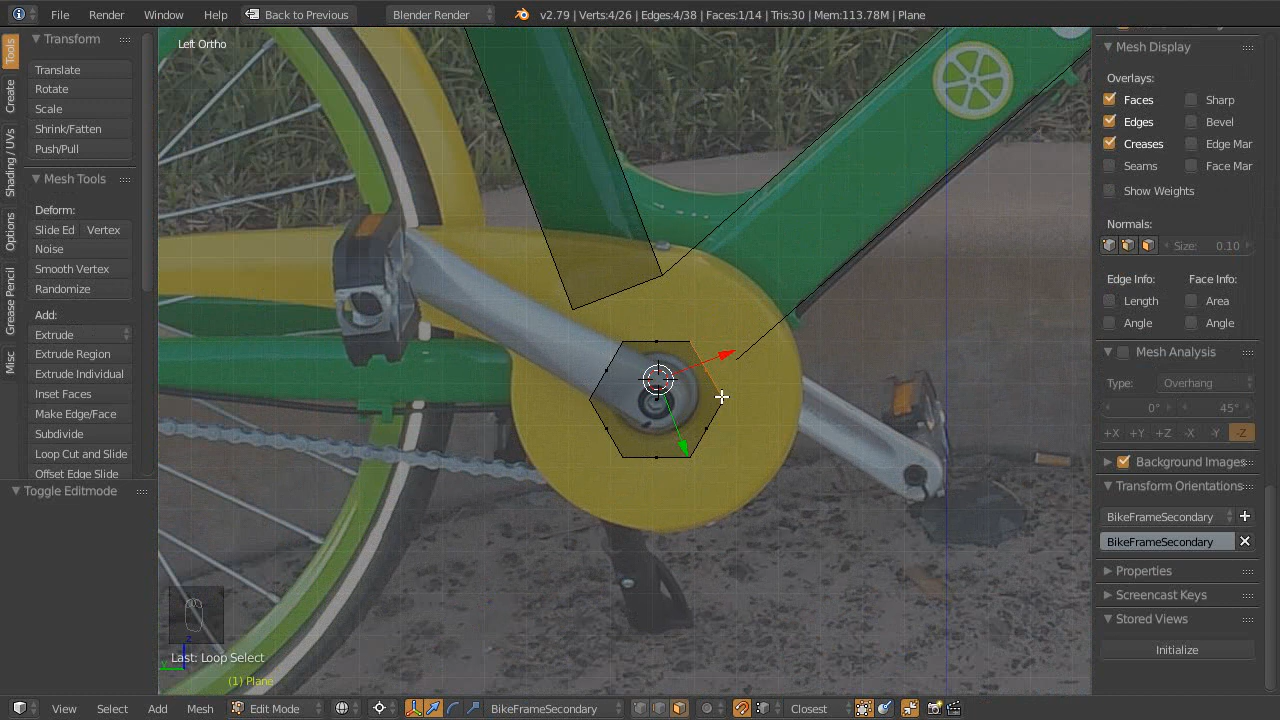 File Render Window Help Back to Previous Blender Render v2.79 | Verts:4/26 | Edges:4/38 | Faces:1/14 | Tris:30 | Mem:113.78M | Plane
Tools
Create
Shading / UVs
Options
Grease Pencil
Misc
Transform
Translate
Rotate
Scale
Shrink/Fatten
Push/Pull
Mesh Tools
Deform:
Slide Ed Vertex
Noise
Smooth Vertex
Randomize
Add:
Extrude
Extrude Region
Extrude Individual
Inset Faces
Make Edge/Face
Subdivide
Loop Cut and Slide
Offset Edge Slide
Toggle Editmode
Left Ortho
z
y
Last: Loop Select
(1) Plane
Mesh Display
Overlays:
Faces Sharp
Edges Bevel
Creases Edge Mar
Seams Face Mar
Show Weights
Normals:
Size: 0.10
Edge Info: Face Info:
Length Area
Angle Angle
Mesh Analysis
Type: Overhang
0° 45°
+X +Y +Z -X -Y -Z
Background Images
Transform Orientations
BikeFrameSecondary
BikeFrameSecondary
Properties
Screencast Keys
Stored Views
Initialize
View Select Add Mesh Edit Mode BikeFrameSecondary Closest